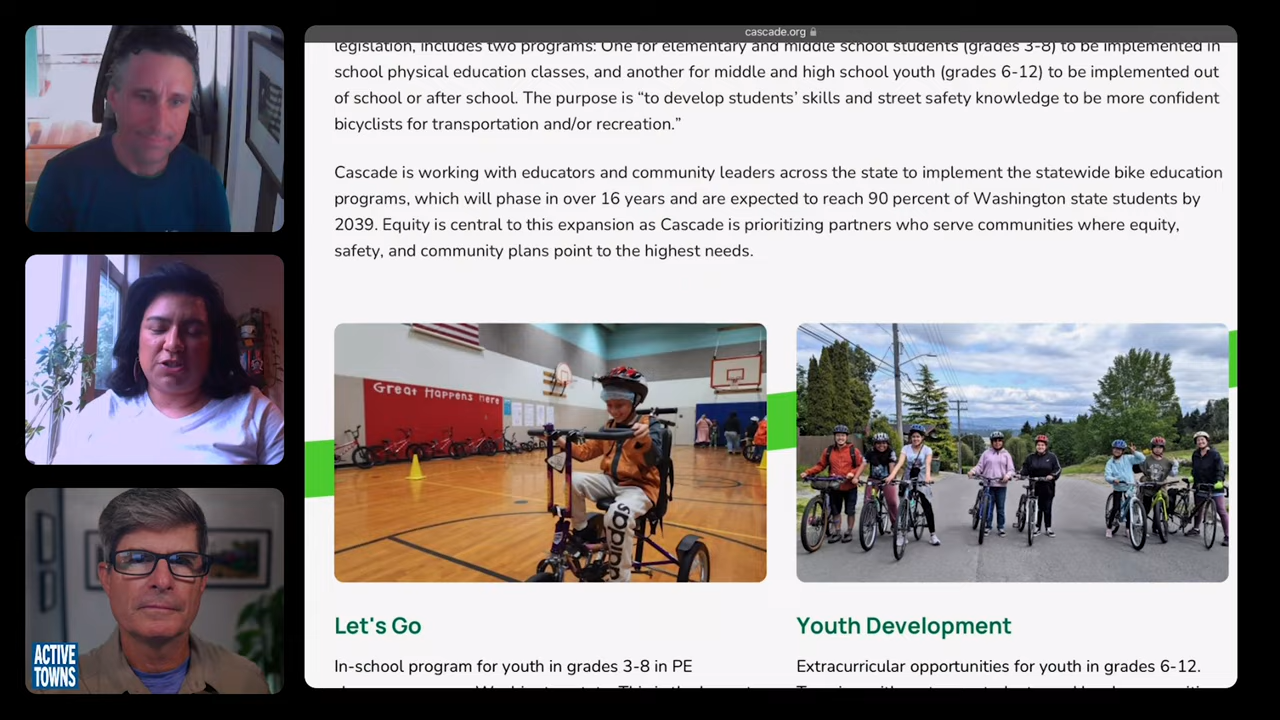 cascade.org
legislation, includes two programs: One for elementary and middle school students (grades 3-8) to be implemented in
school physical education classes, and another for middle and high school youth (grades 6-12) to be implemented out
of school or after school. The purpose is “to develop students’ skills and street safety knowledge to be more confident
bicyclists for transportation and/or recreation.”
Cascade is working with educators and community leaders across the state to implement the statewide bike education
programs, which will phase in over 16 years and are expected to reach 90 percent of Washington state students by
2039. Equity is central to this expansion as Cascade is prioritizing partners who serve communities where equity,
safety, and community plans point to the highest needs.
Great Happens Here
adidas
Let's Go
Youth Development
In-school program for youth in grades 3-8 in PE
Extracurricular opportunities for youth in grades 6-12.
ACTIVE
TOWNS